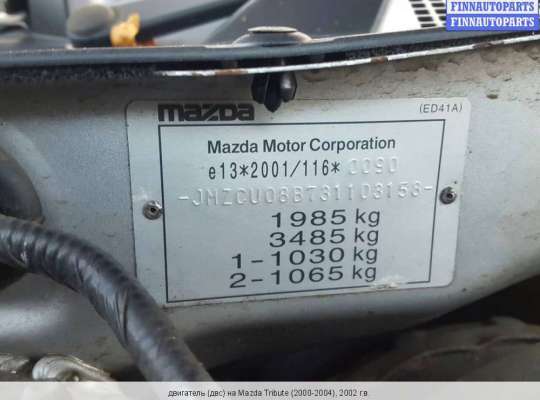 FINNAUTOPARTS
FINNAUTOPARTS
mazda
(ED41A)
Mazda Motor Corporation
e13*2001/116* 0090
-JMZCU08B731103158-
1985 kg
3485 kg
1-1030 kg
2-1065 kg
двигатель (двс) на Mazda Tribute (2000-2004), 2002 г.в.